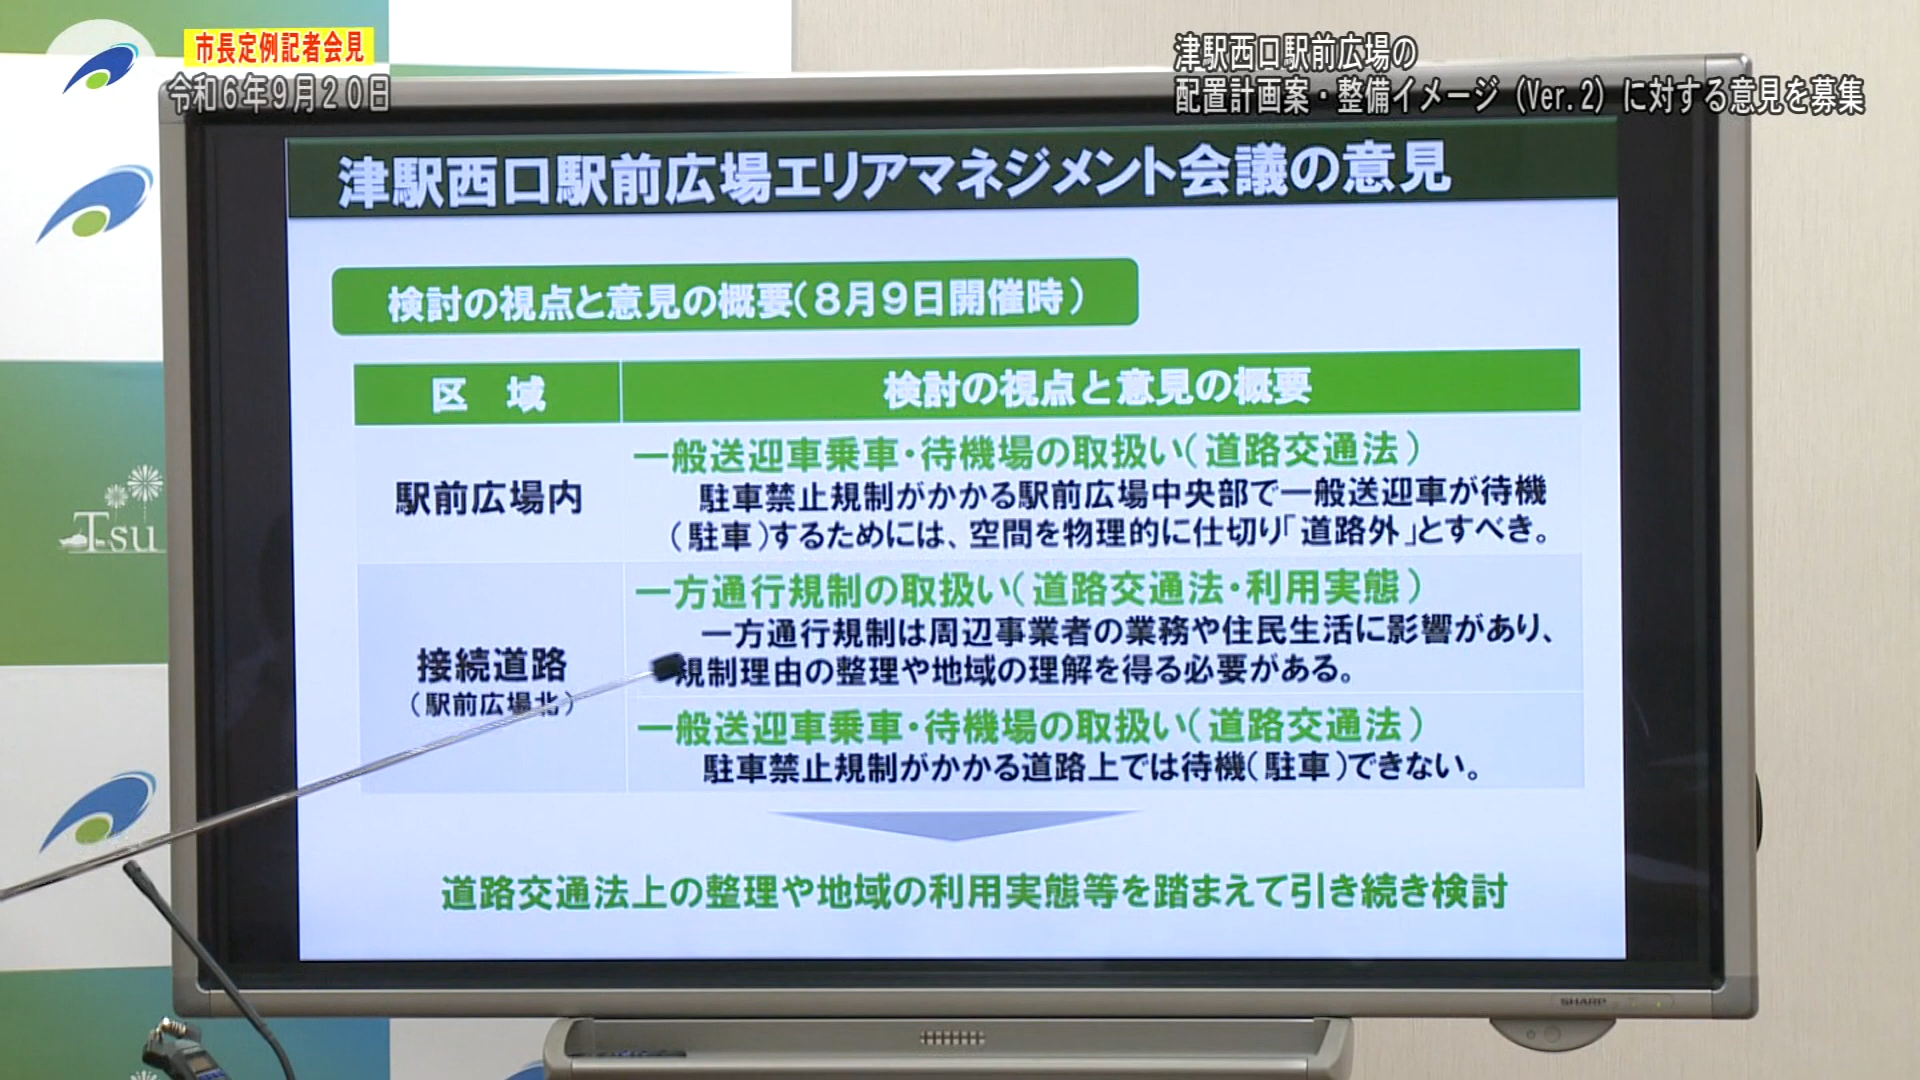 市長定例記者会見
令和6年9月20日
津駅西口駅前広場の
配置計画案・整備イメージ（Ver.2）に対する意見を募集
津駅西口駅前広場エリアマネジメント会議の意見
検討の視点と意見の概要（８月９日開催時）
区　域
検討の視点と意見の概要
駅前広場内
一般送迎車乗車・待機場の取扱い（道路交通法）
駐車禁止規制がかかる駅前広場中央部で一般送迎車が待機
（駐車）するためには、空間を物理的に仕切り「道路外」とすべき。
接続道路
（駅前広場北）
一方通行規制の取扱い（道路交通法・利用実態）
一方通行規制は周辺事業者の業務や住民生活に影響があり、
規制理由の整理や地域の理解を得る必要がある。
一般送迎車乗車・待機場の取扱い（道路交通法）
駐車禁止規制がかかる道路上では待機（駐車）できない。
道路交通法上の整理や地域の利用実態等を踏まえて引き続き検討
Tsu
SHARP